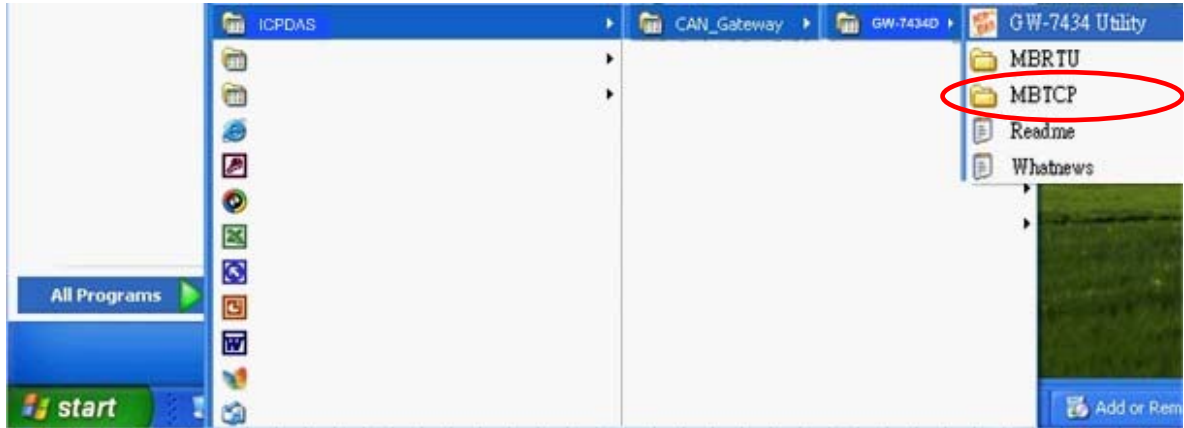 ICPDAS
CAN_Gateway
GW-7434D
GW-7434 Utility
MBRTU
MBTCP
Readme
Whatnews
All Programs
start
Add or Rem